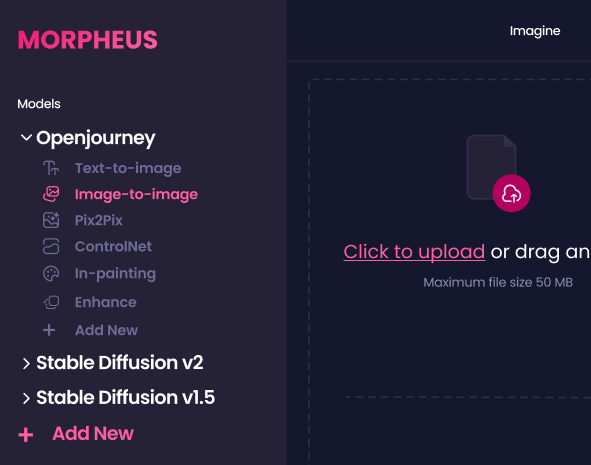 MORPHEUS
Imagine
Models
Openjourney
Text-to-image
Image-to-image
Pix2Pix
ControlNet
In-painting
Enhance
Add New
Stable Diffusion v2
Stable Diffusion v1.5
Add New
Click to upload or drag an
Maximum file size 50 MB